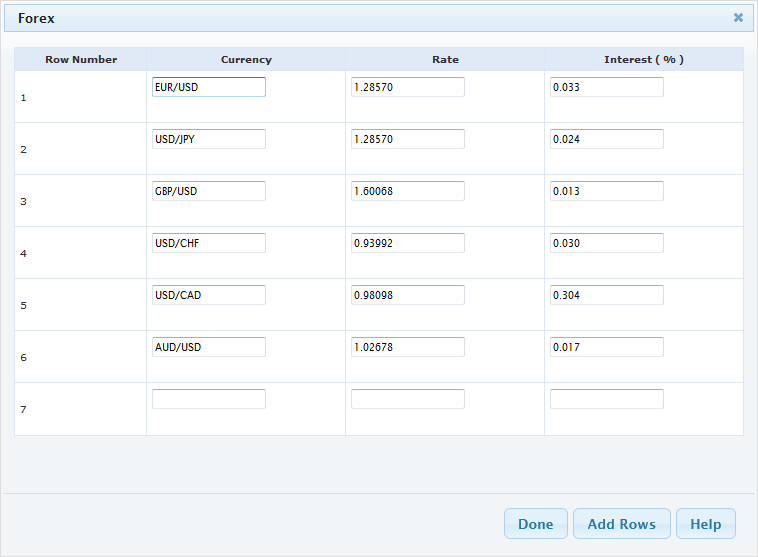 Forex
Row Number Currency Rate Interest ( % )
1 EUR/USD 1.28570 0.033
2 USD/JPY 1.28570 0.024
3 GBP/USD 1.60068 0.013
4 USD/CHF 0.93992 0.030
5 USD/CAD 0.98098 0.304
6 AUD/USD 1.02678 0.017
7
Done Add Rows Help